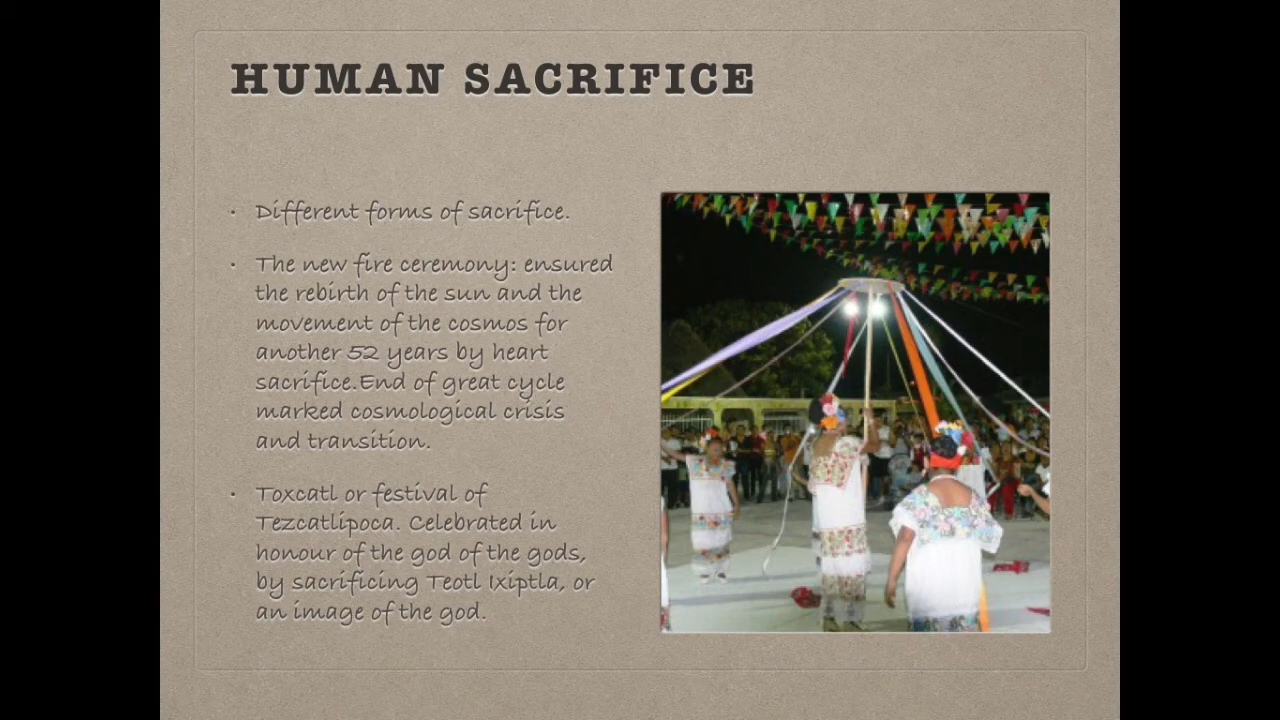 HUMAN SACRIFICE
• Different forms of sacrifice.
• The new fire ceremony: ensured
the rebirth of the sun and the
movement of the cosmos for
another 52 years by heart
sacrifice.End of great cycle
marked cosmological crisis
and transition.
• Toxcatl or festival of
Tezcatlipoca. Celebrated in
honour of the god of the gods,
by sacrificing Teotl Ixiptla, or
an image of the god.